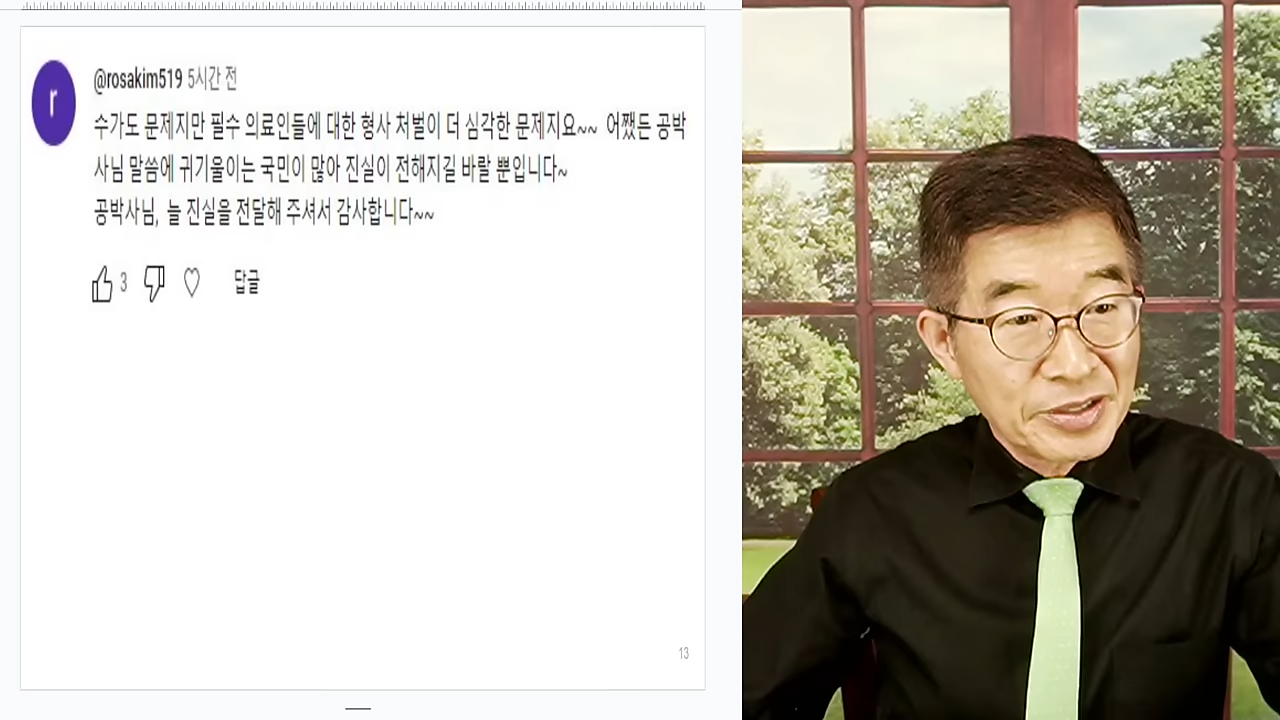 r
@rosakim519 5시간 전
수가도 문제지만 필수 의료인들에 대한 형사 처벌이 더 심각한 문제지요~~ 어쨌든 공박
사님 말씀에 귀기울이는 국민이 많아 진실이 전해지길 바랄 뿐입니다~
공박사님, 늘 진실을 전달해 주셔서 감사합니다~~
3
답글
13